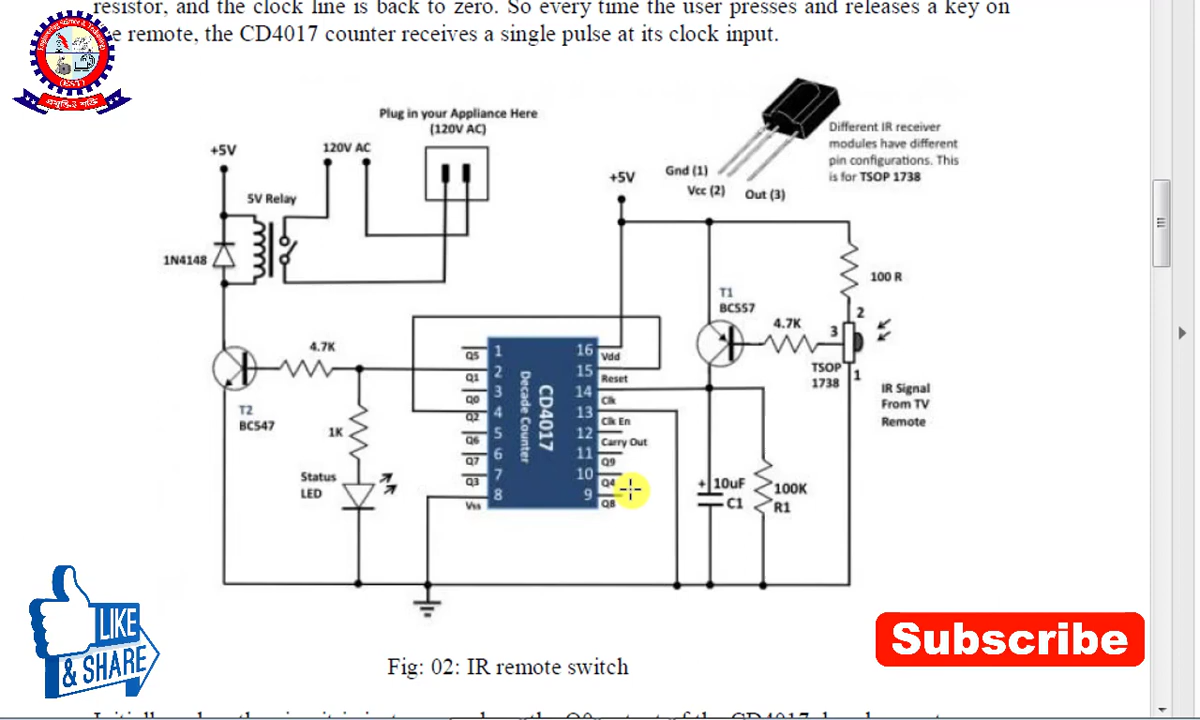 resistor, and the clock line is back to zero. So every time the user presses and releases a key on
remote, the CD4017 counter receives a single pulse at its clock input.
(EST)
প্রযুক্তি-ই শক্তি
Plug in your Appliance Here
(120V AC)
+5V
120V AC
5V Relay
1N4148
Different IR receiver
modules have different
pin configurations. This
is for TSOP 1738
Gnd (1)
Vcc (2)
Out (3)
+5V
100 R
T1
BC557
4.7K
3
2
TSOP
1738
1
IR Signal
From TV
Remote
4.7K
T2
BC547
1K
Status
LED
Q5 1
Q1 2
Q0 3
Q2 4
Q6 5
Q7 6
Q3 7
Vss 8
CD4017
Decade Counter
16 Vdd
15 Reset
14 Clk
13 Clk En
12 Carry Out
11 Q9
10 Q4
9 Q8
+ 10uF
C1
100K
R1
LIKE
& SHARE
Subscribe
Fig: 02: IR remote switch